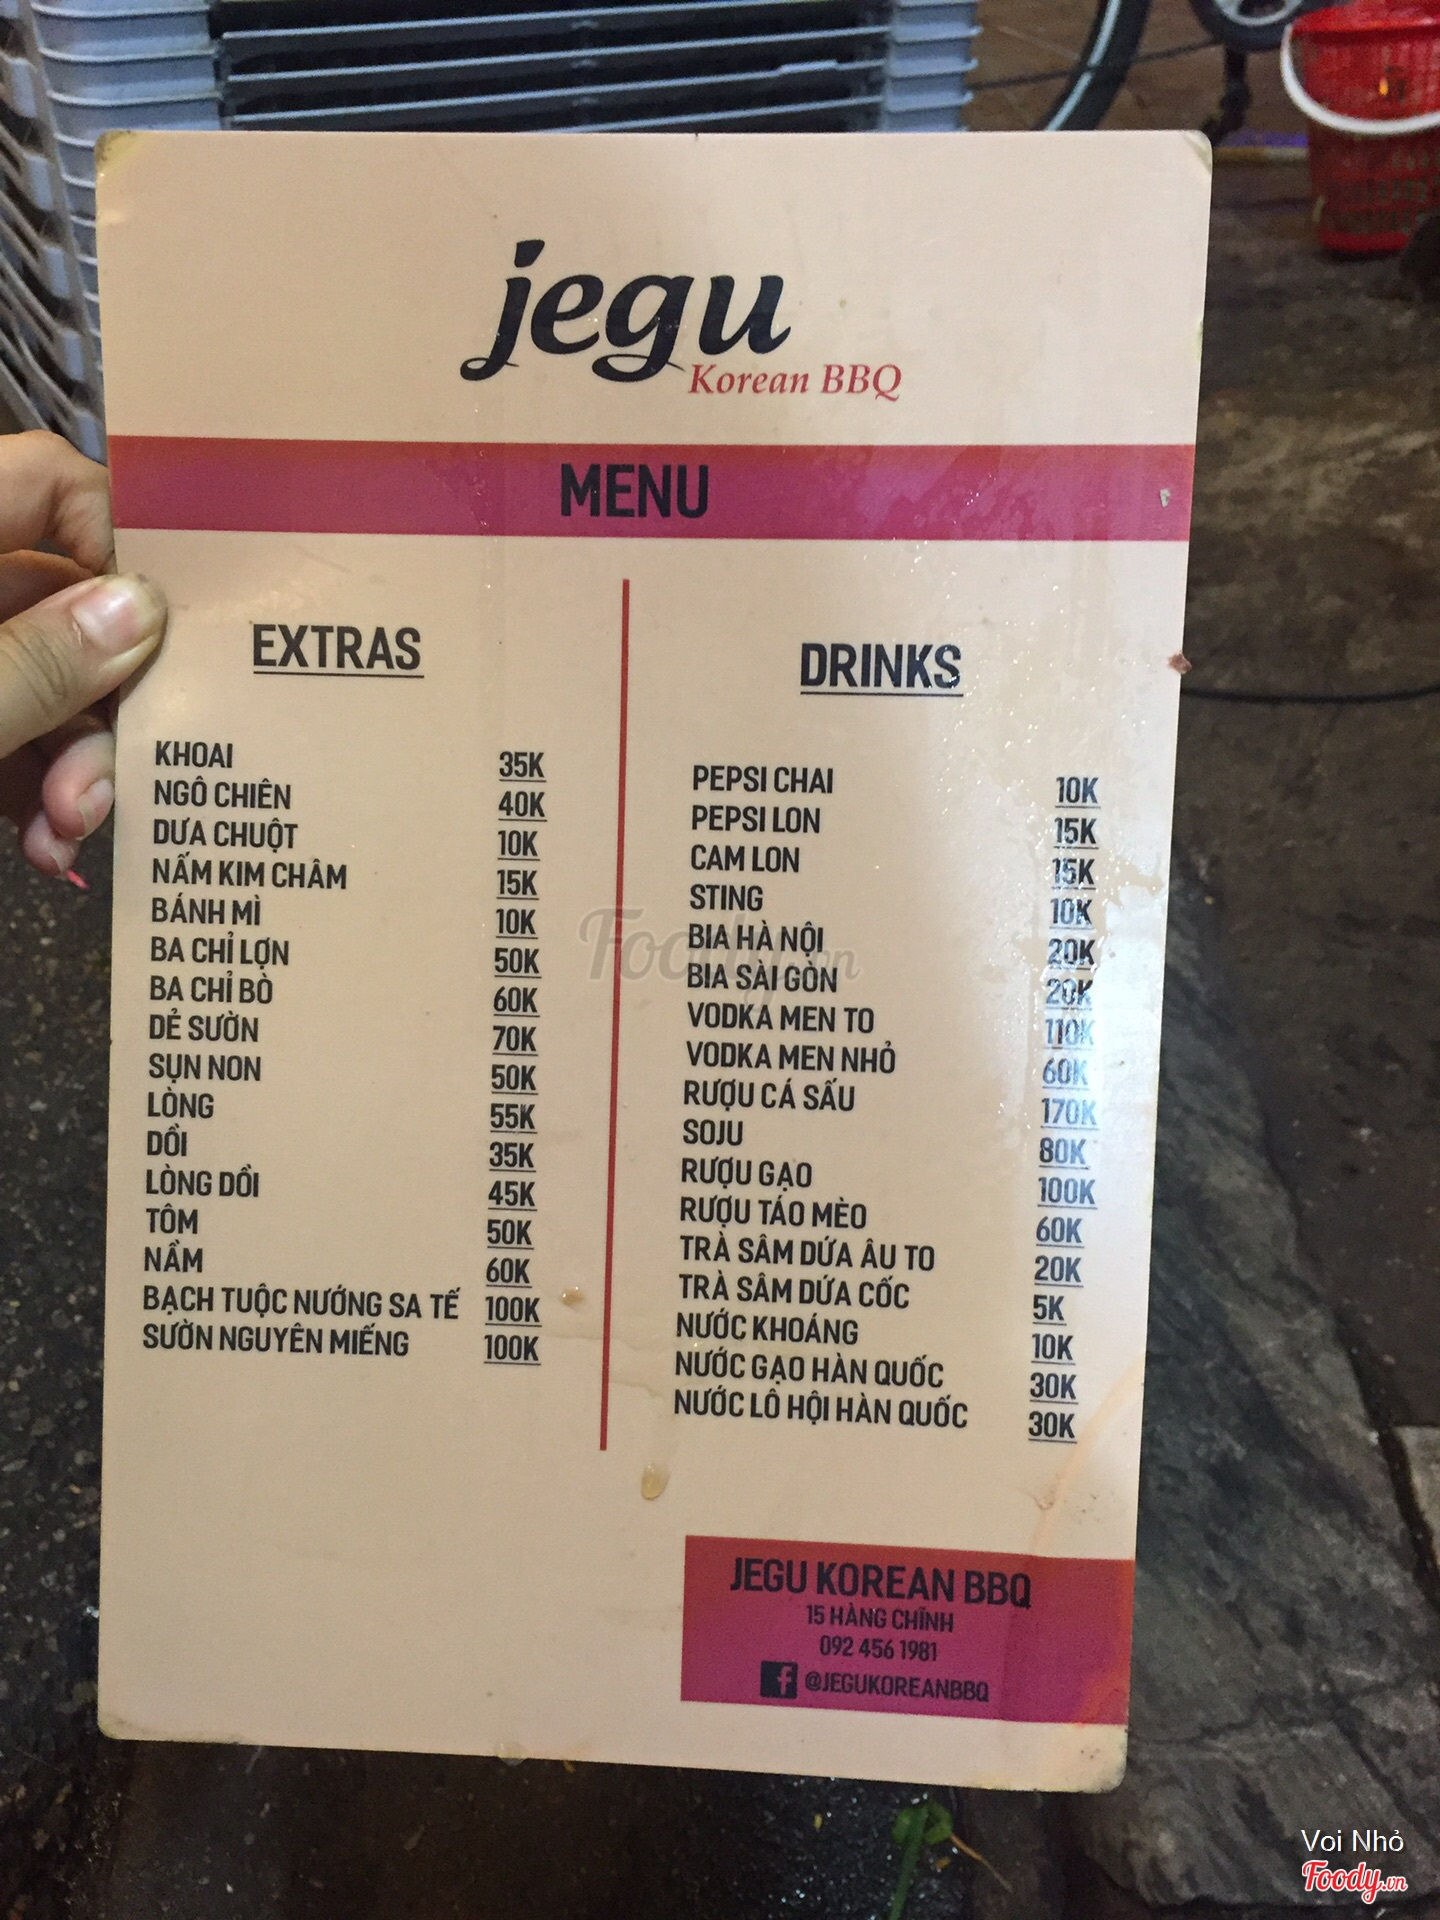 jegu
Korean BBQ
MENU
EXTRAS
KHOAI 35K
NGÔ CHIÊN 40K
DƯA CHUỘT 10K
NẤM KIM CHÂM 15K
BÁNH MÌ 10K
BA CHỈ LỢN 50K
BA CHỈ BÒ 60K
DẺ SƯỜN 70K
SỤN NON 50K
LÒNG 55K
DỒI 35K
LÒNG DỒI 45K
TÔM 50K
NẦM 60K
BẠCH TUỘC NƯỚNG SA TẾ 100K
SƯỜN NGUYÊN MIẾNG 100K
DRINKS
PEPSI CHAI 10K
PEPSI LON 15K
CAM LON 15K
STING 10K
BIA HÀ NỘI 20K
BIA SÀI GÒN 20K
VODKA MEN TO 110K
VODKA MEN NHỎ 60K
RƯỢU CÁ SẤU 170K
SOJU 80K
RƯỢU GẠO 100K
RƯỢU TÁO MÈO 60K
TRÀ SÂM DỨA ÂU TO 20K
TRÀ SÂM DỨA CỐC 5K
NƯỚC KHOÁNG 10K
NƯỚC GẠO HÀN QUỐC 30K
NƯỚC LÔ HỘI HÀN QUỐC 30K
Foody.vn
JEGU KOREAN BBQ
15 HÀNG CHĨNH
092 456 1981
f @JEGUKOREANBBQ
Voi Nhỏ
Foody.vn